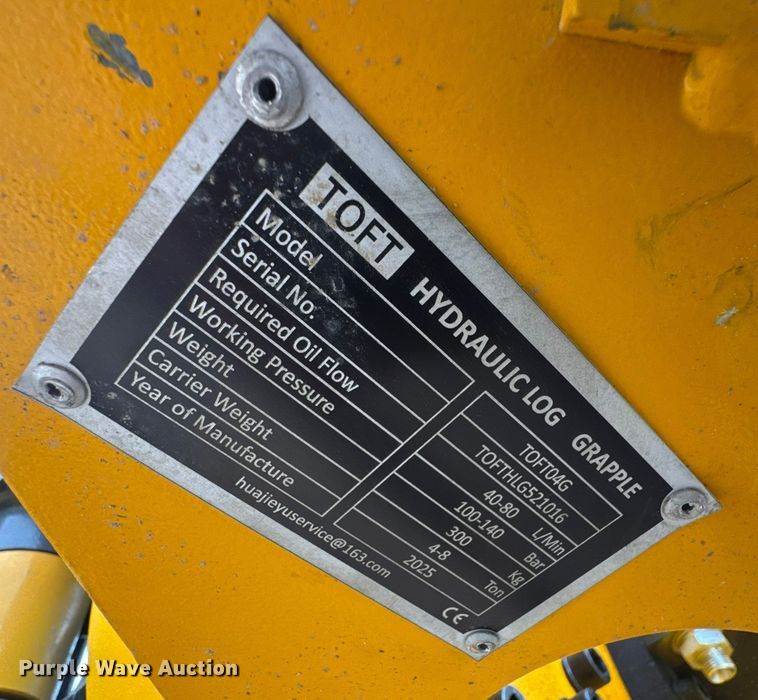 TOFT HYDRAULIC LOG GRAPPLE
Model TOFT04G
Serial No. TOFTHLG521016
Required Oil Flow 40-80 L/Min
Working Pressure 100-140 Bar
Weight 300 Kg
Carrier Weight 4-8 Ton
Year of Manufacture 2025
huajieyuservice@163.com CE
Purple Wave Auction